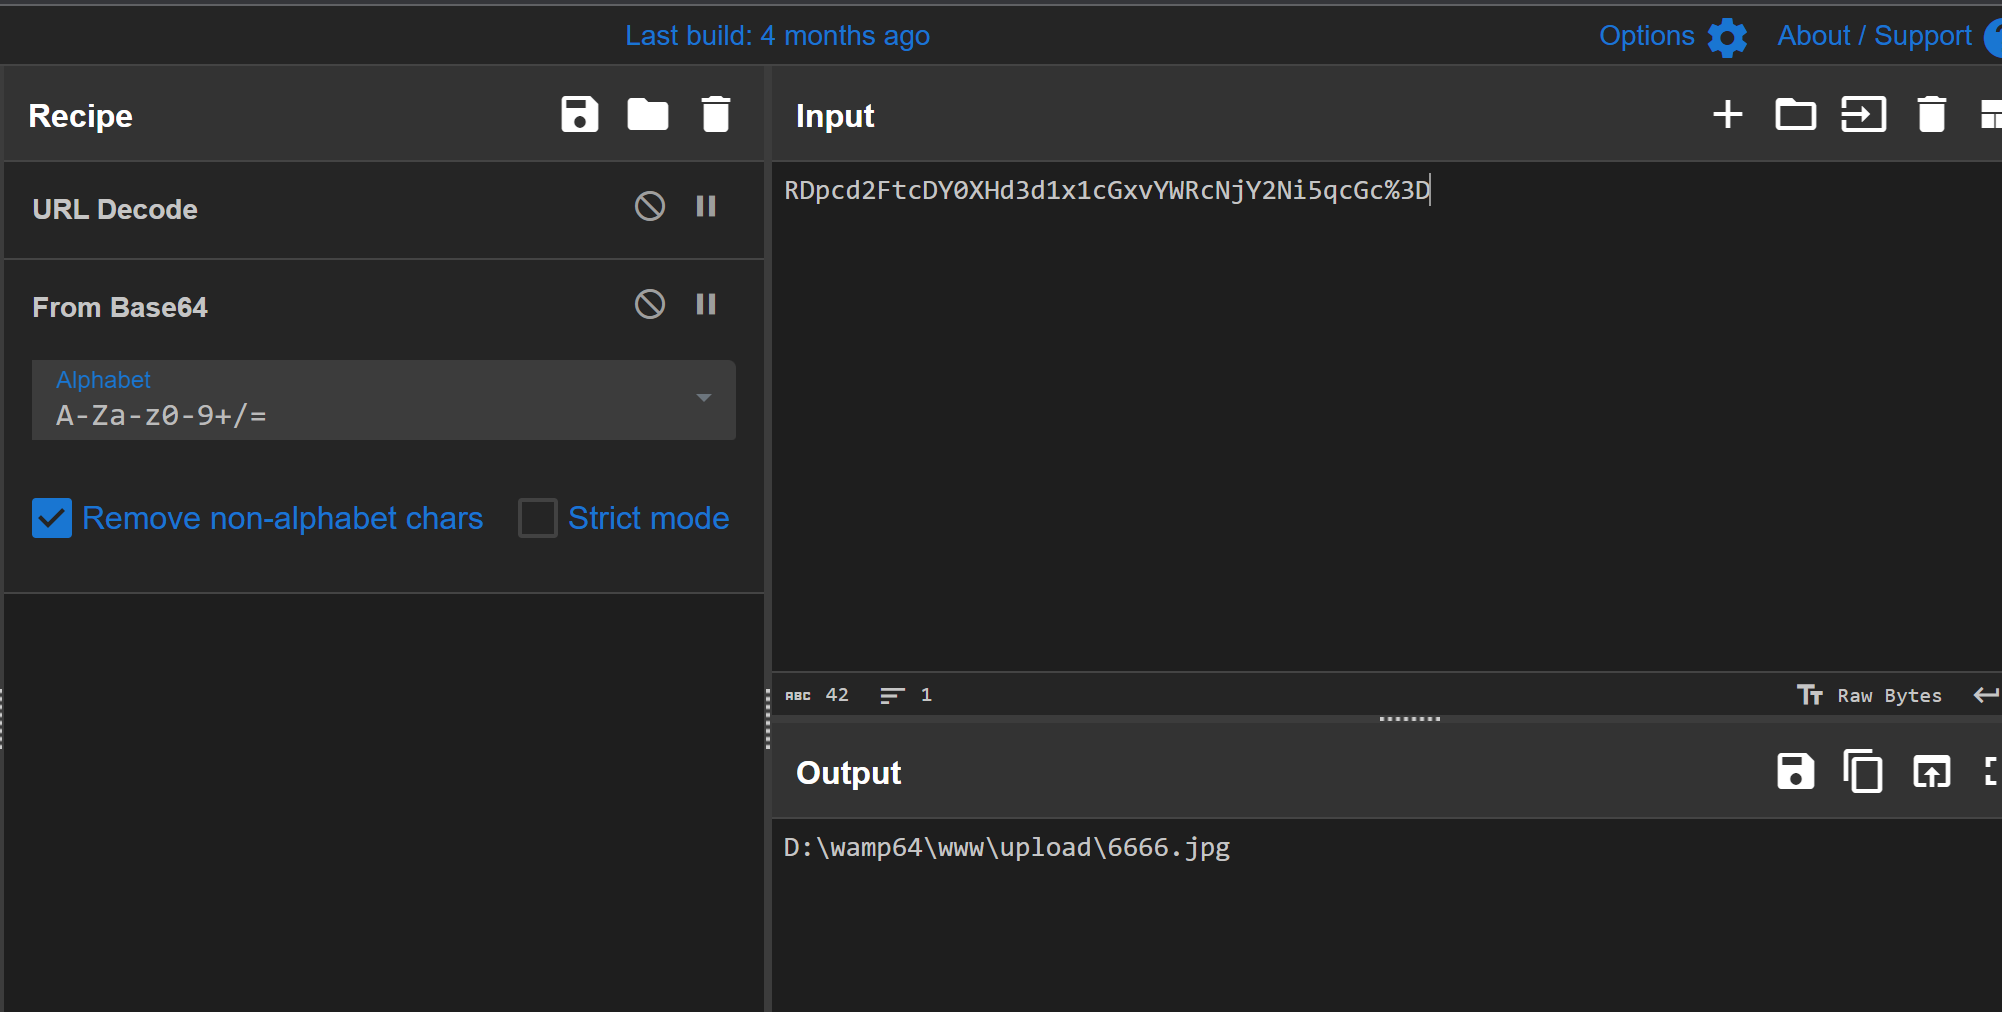 Last build: 4 months ago
Options
About / Support
Recipe
Input
URL Decode
RDpcd2FtcDY0XHd3d1x1cGxvYWRcNjY2Ni5qcGc%3D
From Base64
Alphabet
A-Za-z0-9+/=
Remove non-alphabet chars
Strict mode
ABC 42
1
Tт Raw Bytes
Output
D:\wamp64\www\upload\6666.jpg